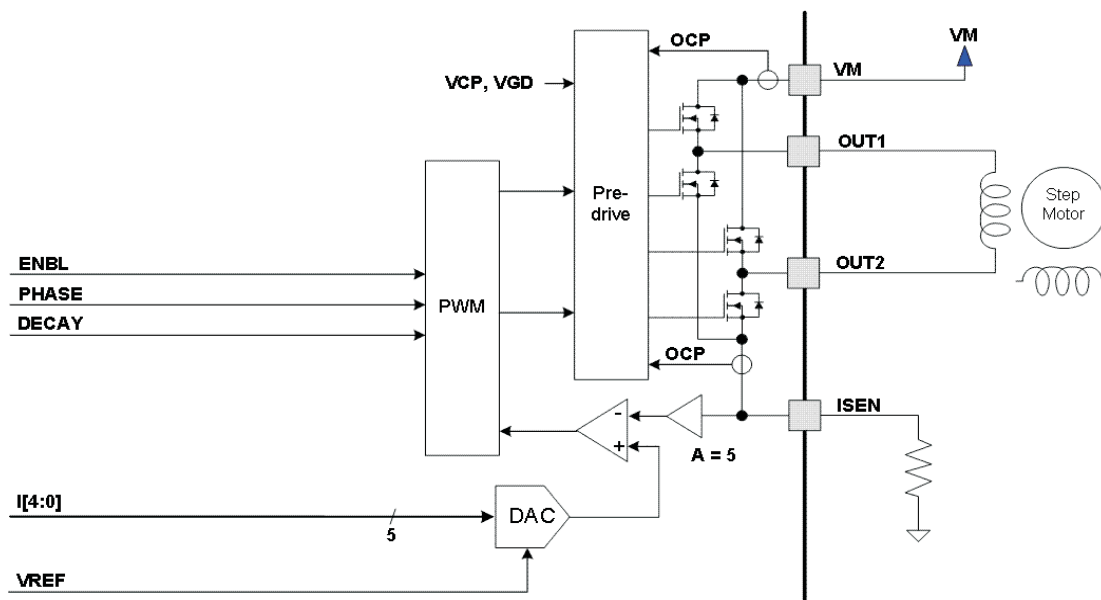 OCP
VM
VM
VCP, VGD
OUT1
Pre-
drive
Step
Motor
OUT2
ENBL
PHASE
DECAY
PWM
OCP
ISEN
-
+
A = 5
I[4:0]
5
DAC
VREF